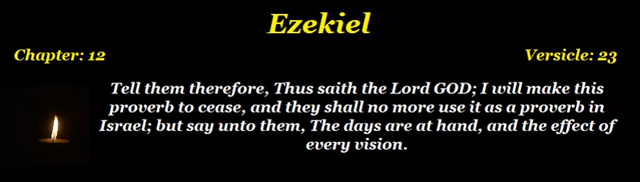 Ezekiel
Chapter: 12
Versicle: 23
Tell them therefore, Thus saith the Lord GOD; I will make this
proverb to cease, and they shall no more use it as a proverb in
Israel; but say unto them, The days are at hand, and the effect of
every vision.